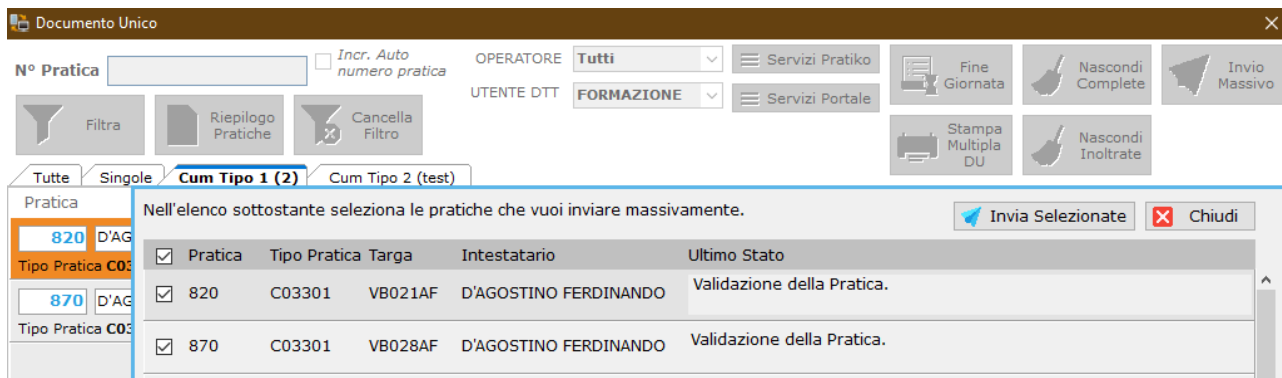 Documento Unico
Nº Pratica
Incr. Auto
numero pratica
OPERATORE Tutti
UTENTE DTT FORMAZIONE
Servizi Pratiko
Servizi Portale
Fine
Giornata
Nascondi
Complete
Invio
Massivo
Filtra
Riepilogo
Pratiche
Cancella
Filtro
Stampa
Multipla
DU
Nascondi
Inoltrate
Tutte Singole Cum Tipo 1 (2) Cum Tipo 2 (test)
Pratica
820 D'AG
Tipo Pratica C03
870 D'AG
Tipo Pratica C03
Nell'elenco sottostante seleziona le pratiche che vuoi inviare massivamente.
Invia Selezionate
Chiudi
Pratica Tipo Pratica Targa Intestatario Ultimo Stato
820 C03301 VB021AF D'AGOSTINO FERDINANDO Validazione della Pratica.
870 C03301 VB028AF D'AGOSTINO FERDINANDO Validazione della Pratica.